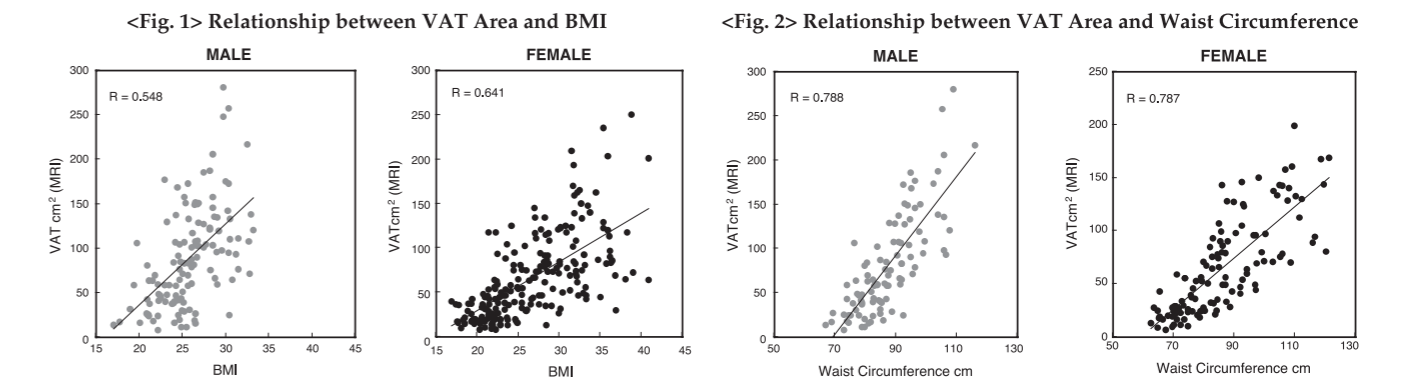 <Fig. 1> Relationship between VAT Area and BMI
MALE
R = 0.548
VAT cm² (MRI)
300
250
200
150
100
50
0
15 20 25 30 35 40 45
BMI
FEMALE
R = 0.641
VATcm² (MRI)
300
250
200
150
100
50
0
15 20 25 30 35 40 45
BMI
<Fig. 2> Relationship between VAT Area and Waist Circumference
MALE
R = 0.788
VATcm² (MRI)
300
250
200
150
100
50
0
50 70 90 110 130
Waist Circumference cm
FEMALE
R = 0.787
VATcm² (MRI)
250
200
150
100
50
0
50 70 90 110 130
Waist Circumference cm